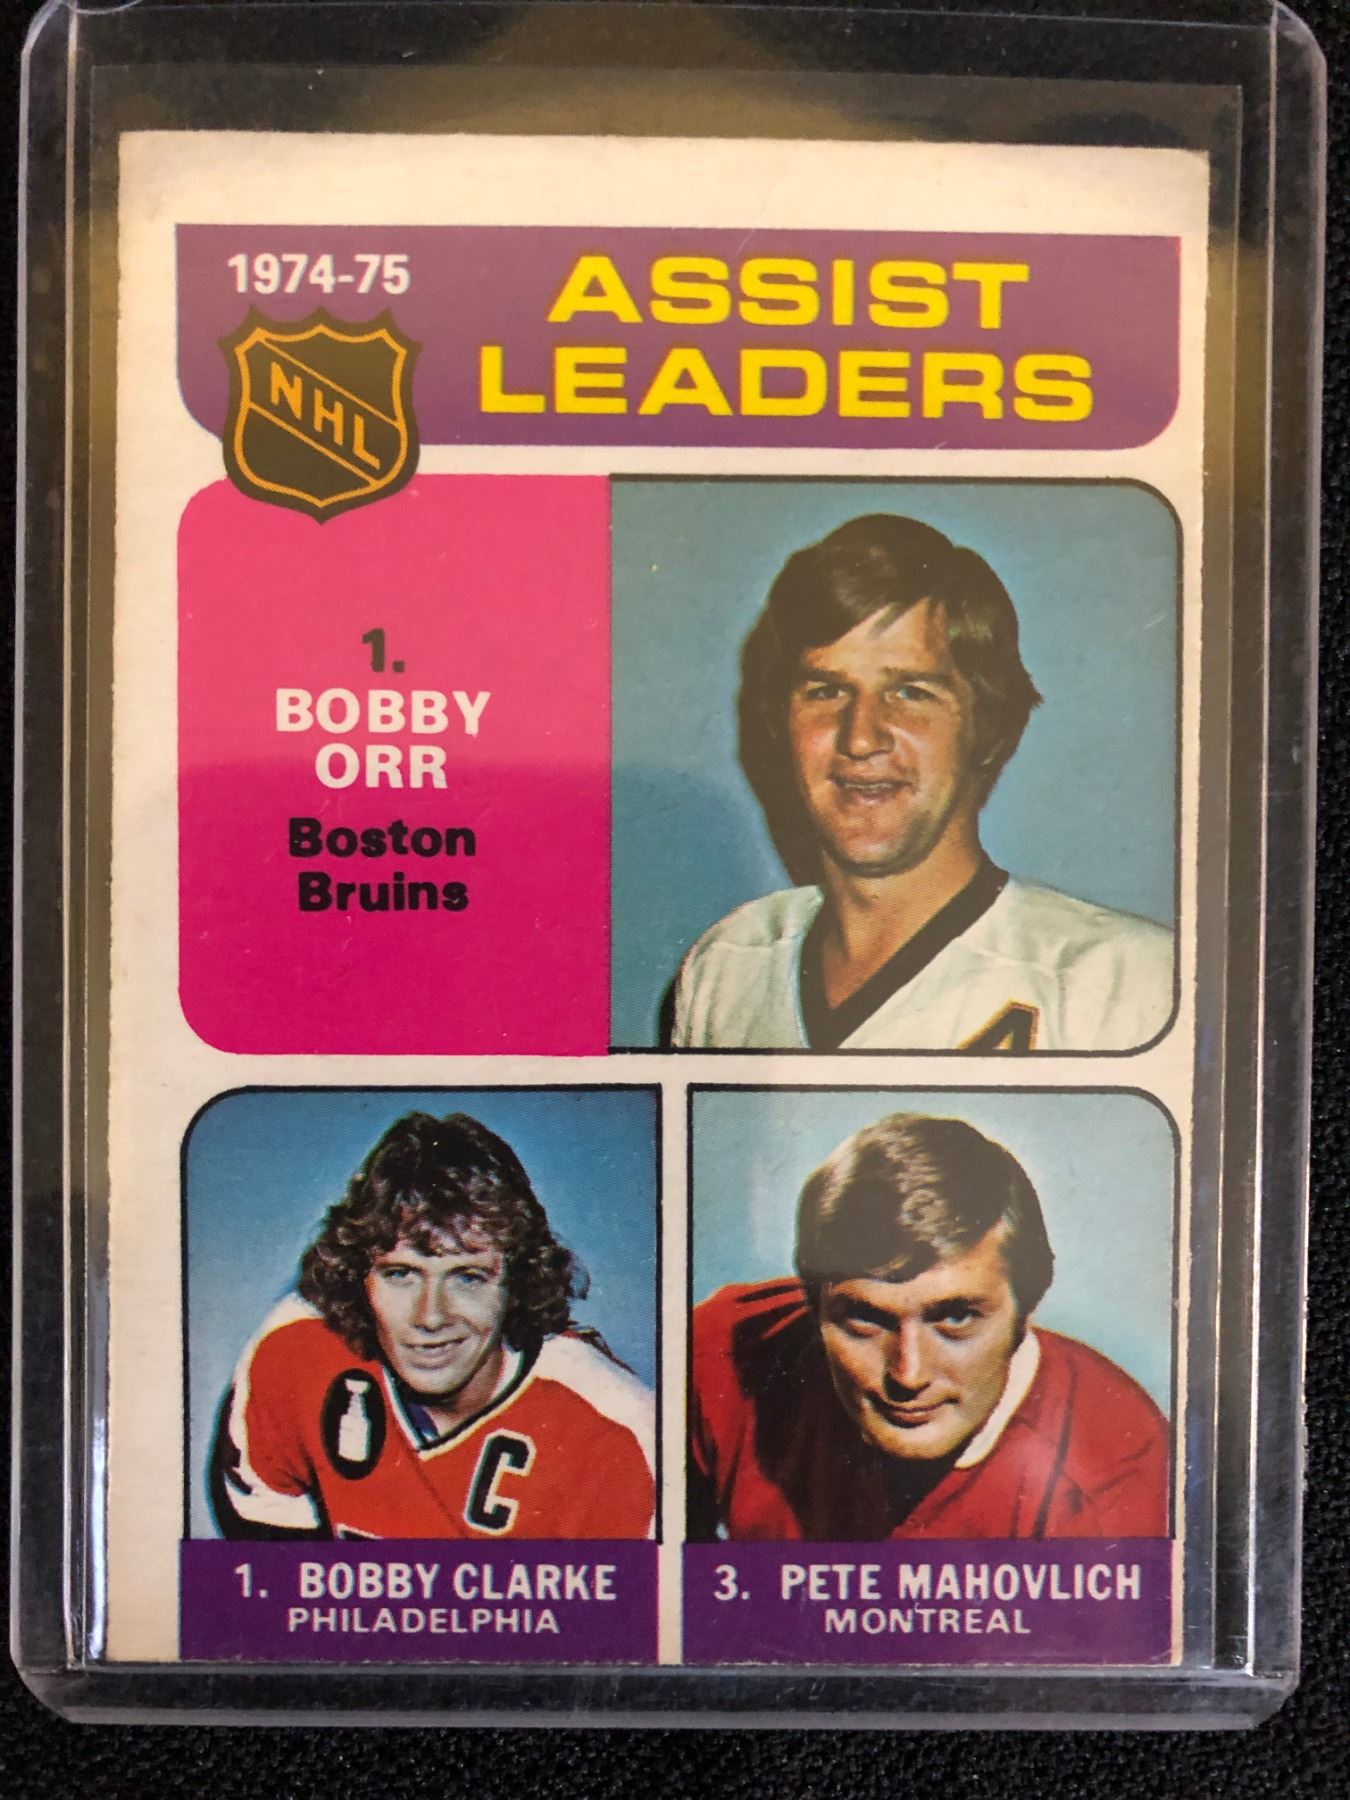 1974-75
ASSIST
LEADERS
NHL
1.
BOBBY
ORR
Boston
Bruins
A
C
1. BOBBY CLARKE
PHILADELPHIA
3. PETE MAHOVLICH
MONTREAL